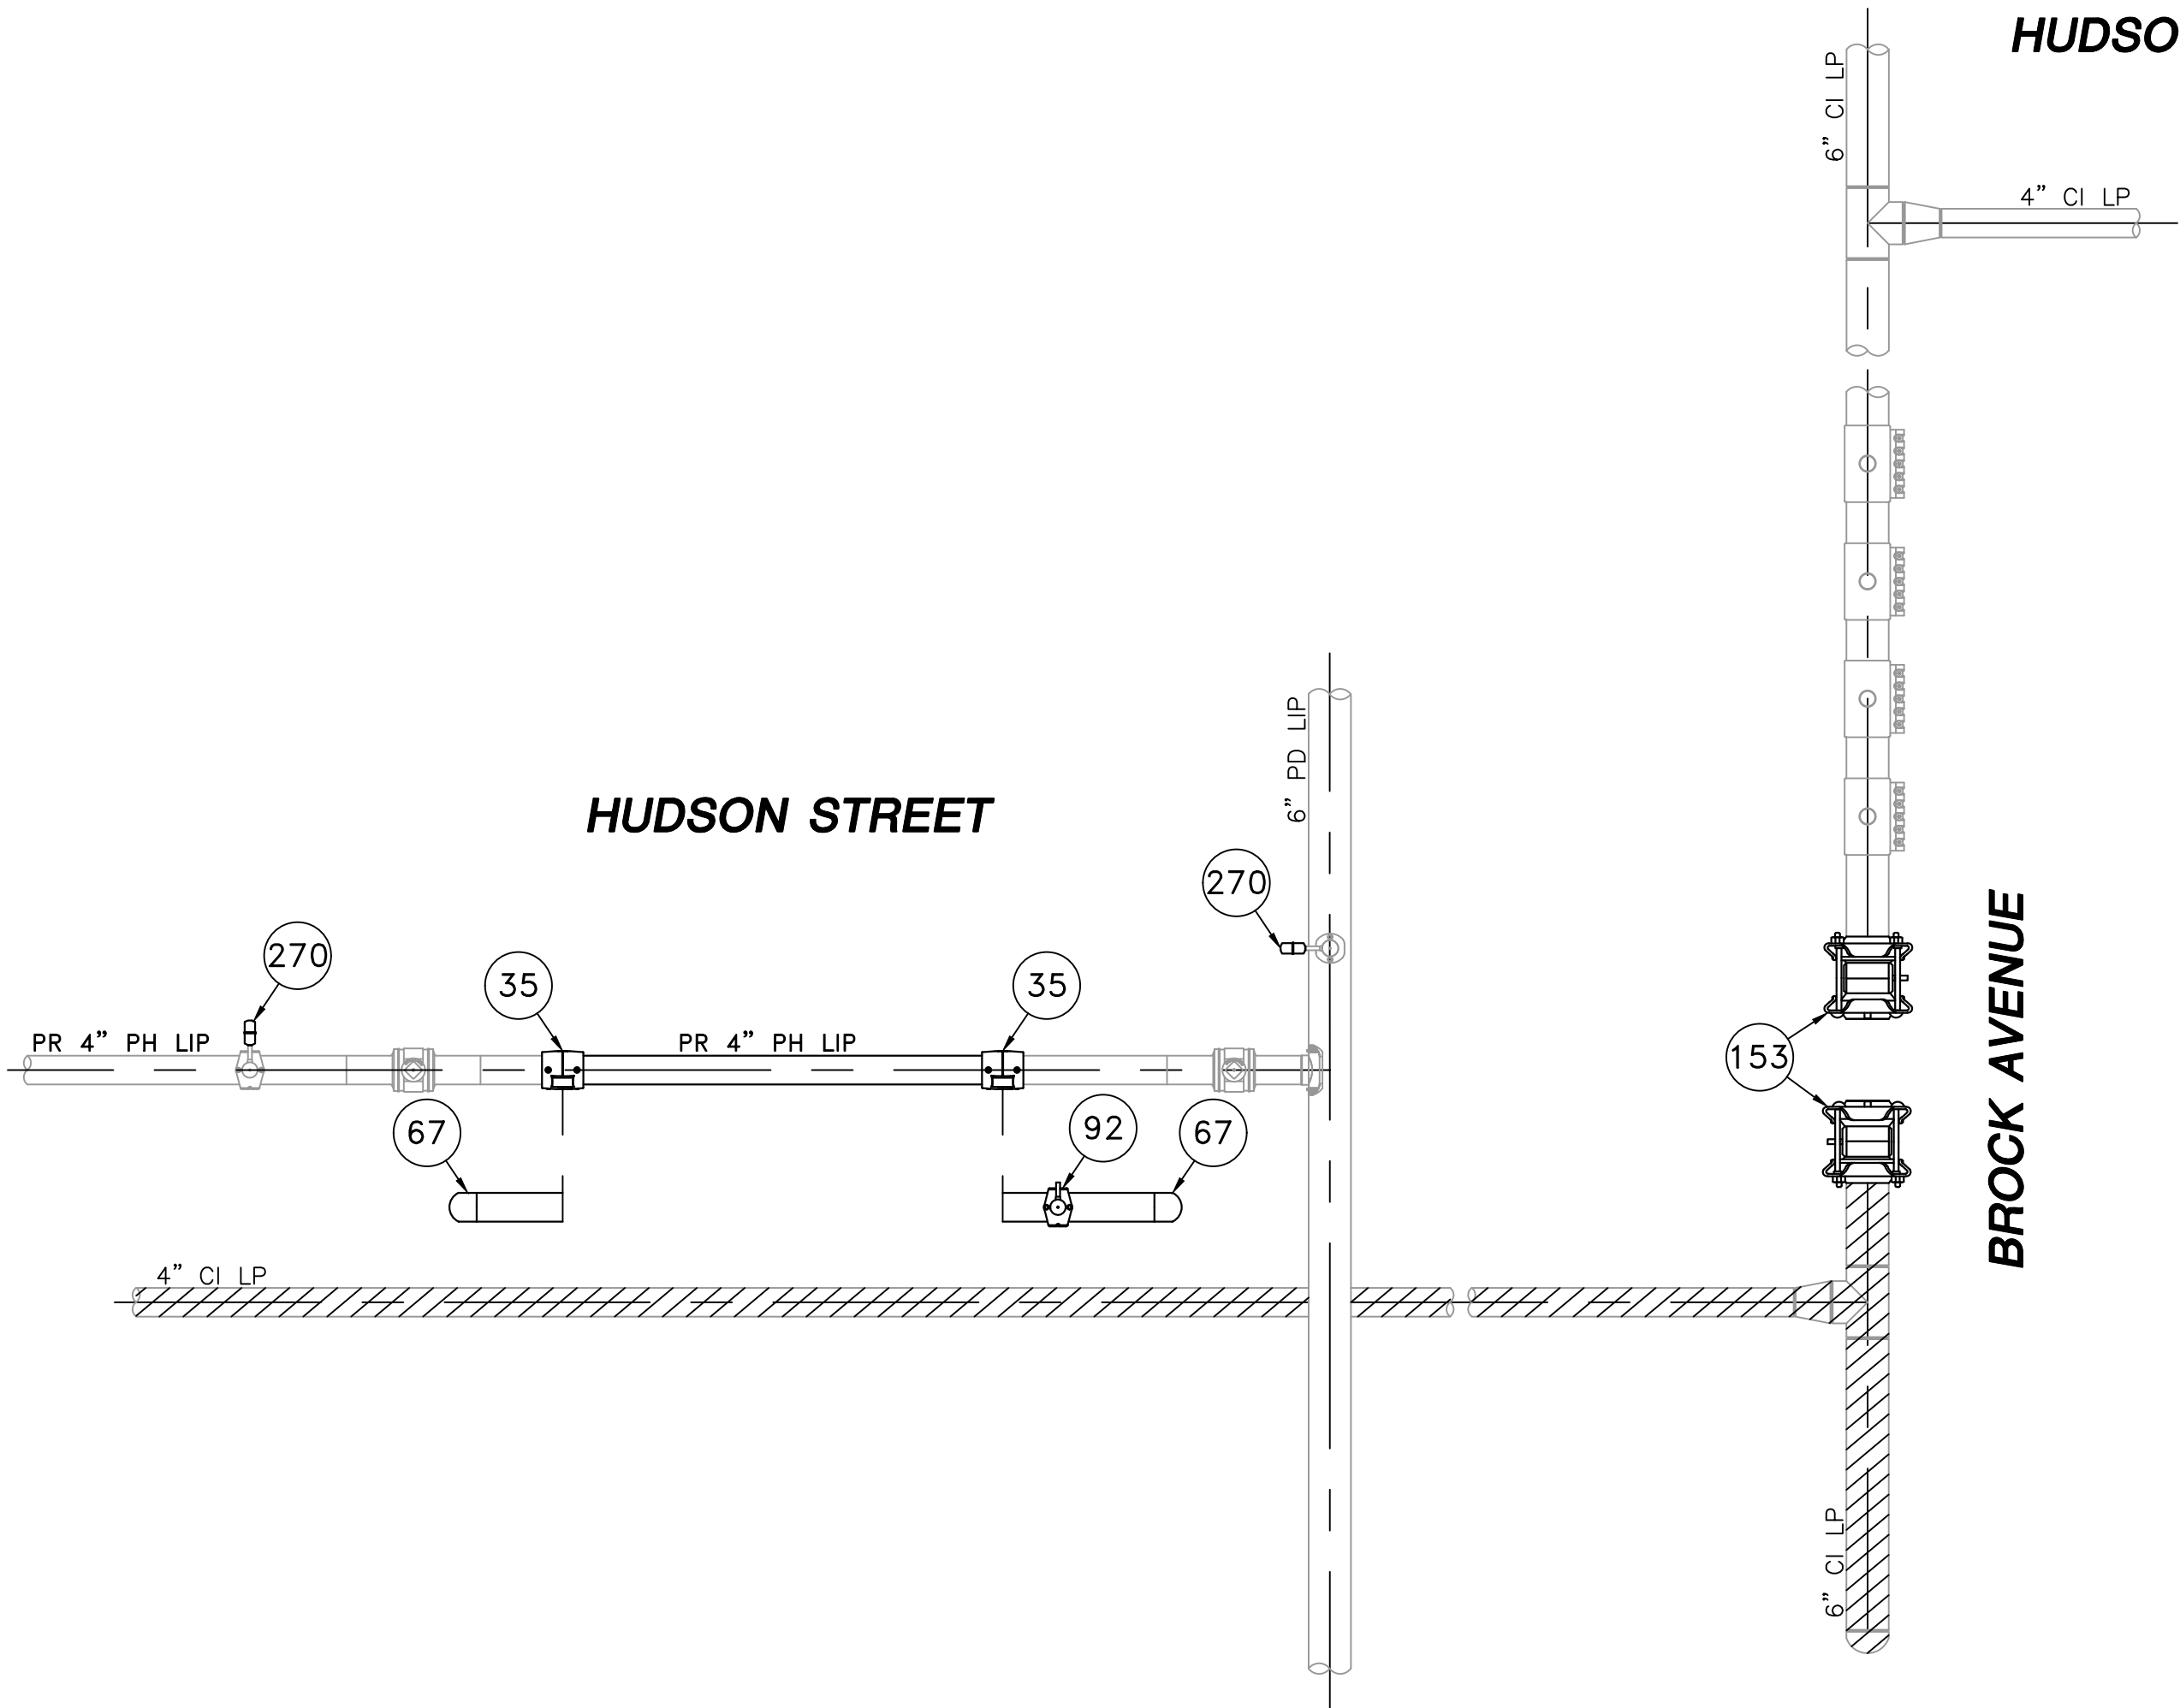 HUDSO
6" CI LP
4" CI LP
6" PD LIP
HUDSON STREET
270
270
35
35
PR 4" PH LIP
PR 4" PH LIP
153
BROCK AVENUE
67
92
67
4" CI LP
6" CI LP